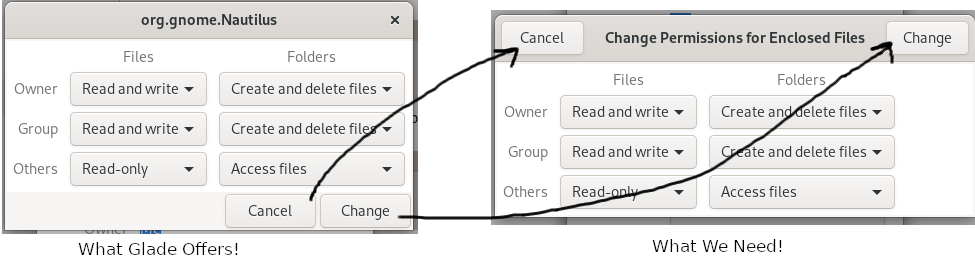 org.gnome.Nautilus ×
Files Folders
Owner Read and write Create and delete files
Group Read and write Create and delete files
Others Read-only Access files
Cancel Change
What Glade Offers!
Cancel Change Permissions for Enclosed Files Change
Files Folders
Owner Read and write Create and delete files
Group Read and write Create and delete files
Others Read-only Access files
What We Need!